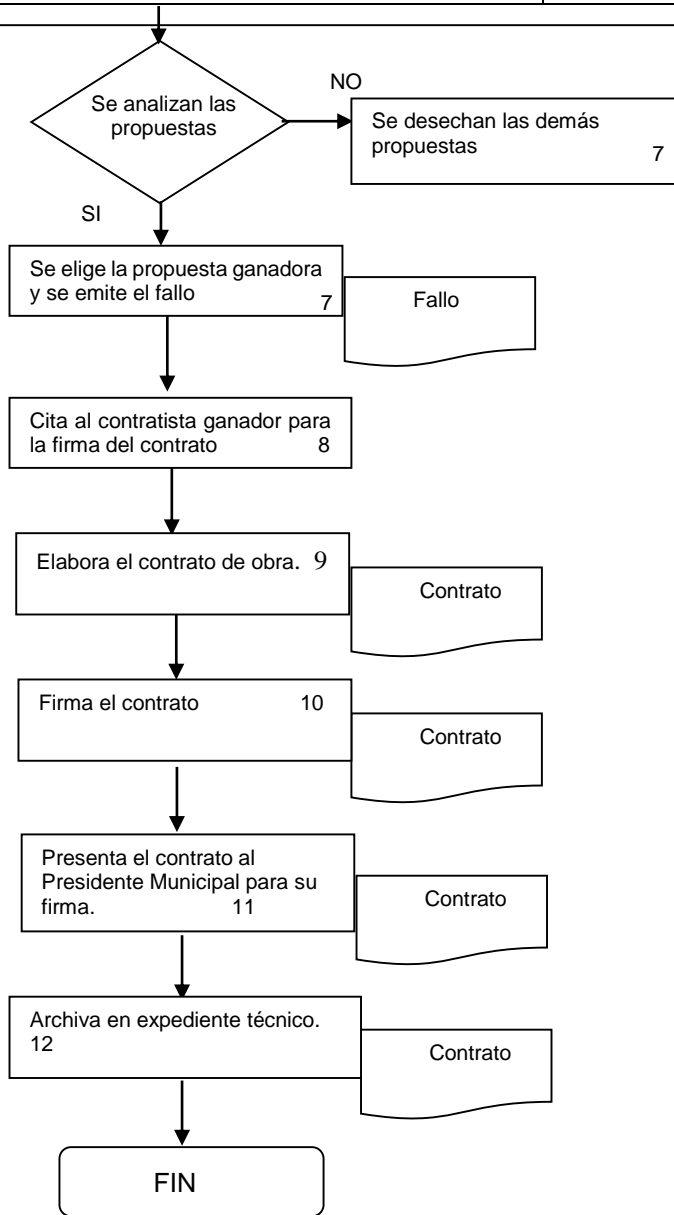 Se analizan las
propuestas
NO
Se desechan las demás
propuestas 7
SI
Se elige la propuesta ganadora
y se emite el fallo 7
Fallo
Cita al contratista ganador para
la firma del contrato 8
Elabora el contrato de obra. 9
Contrato
Firma el contrato 10
Contrato
Presenta el contrato al
Presidente Municipal para su
firma. 11
Contrato
Archiva en expediente técnico.
12
Contrato
FIN